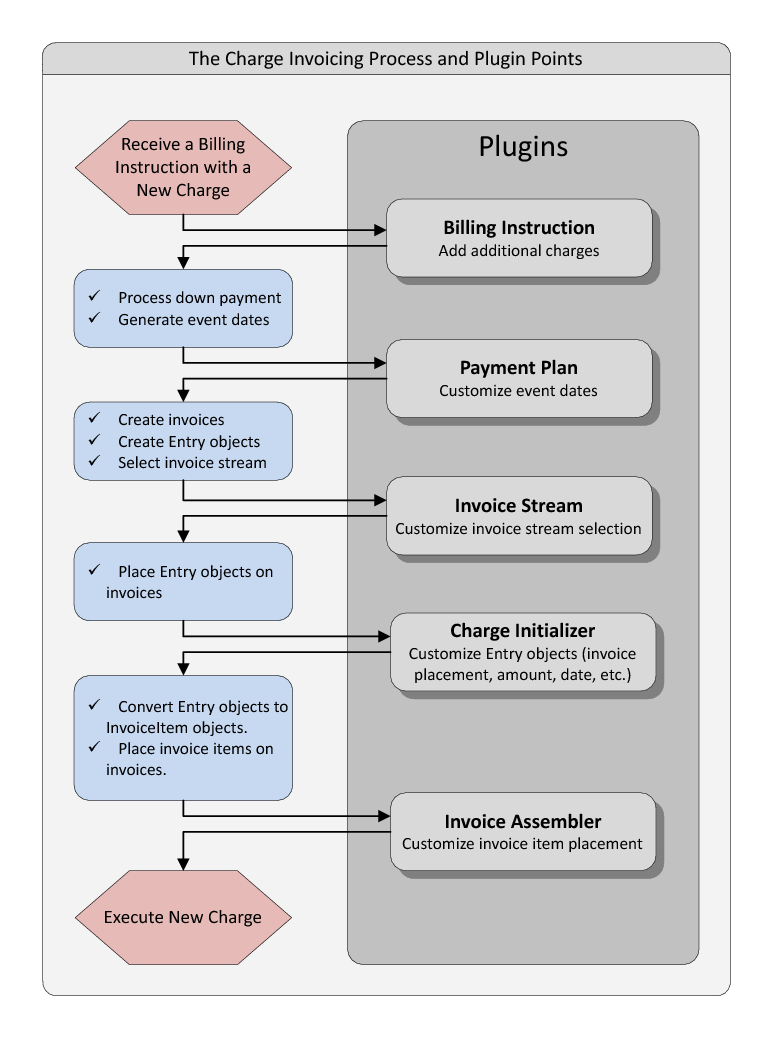 The Charge Invoicing Process and Plugin Points
Receive a Billing
Instruction with a
New Charge
Plugins
Billing Instruction
Add additional charges
✓ Process down payment
✓ Generate event dates
Payment Plan
Customize event dates
✓ Create invoices
✓ Create Entry objects
✓ Select invoice stream
Invoice Stream
Customize invoice stream selection
✓ Place Entry objects on
invoices
Charge Initializer
Customize Entry objects (invoice
placement, amount, date, etc.)
✓ Convert Entry objects to
InvoiceItem objects.
✓ Place invoice items on
invoices.
Invoice Assembler
Customize invoice item placement
Execute New Charge